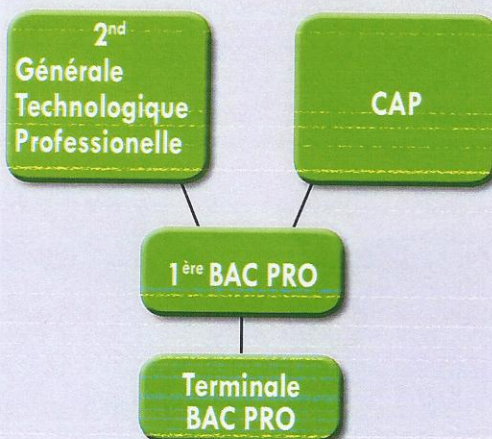 2nd
Générale
Technologique
Professionelle
CAP
1ère BAC PRO
Terminale
BAC PRO